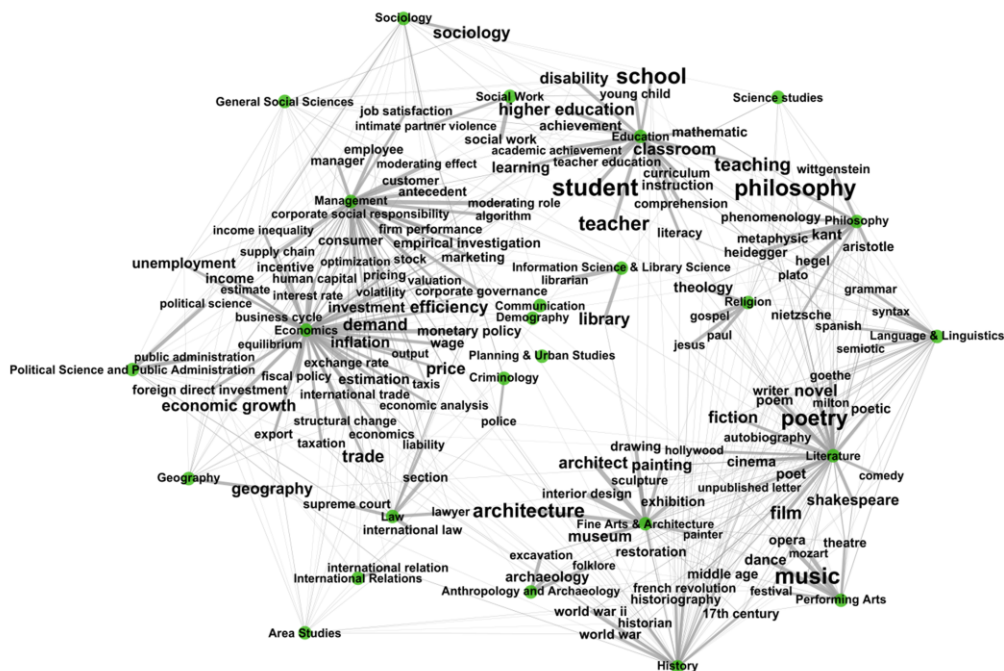 Sociology
sociology
disability
school
General Social Sciences
Social Work
young child
Science studies
job satisfaction
higher education
intimate partner violence
achievement
Education
mathematic
employee
social work
classroom
manager
moderating effect
academic achievement
learning
teacher education
teaching
wittgenstein
customer
curriculum
antecedent
student
instruction
philosophy
Management
moderating role
comprehension
corporate social responsibility
algorithm
teacher
phenomenology
Philosophy
income inequality
firm performance
literacy
kant
consumer
empirical investigation
metaphysic
aristotle
supply chain
optimization
stock
marketing
heidegger
hegel
unemployment
incentive
Information Science & Library Science
plato
income
human capital
pricing
valuation
librarian
theology
grammar
estimate
interest rate
volatility
corporate governance
political science
investment
efficiency
Communication
Religion
business cycle
Demography
library
gospel
nietzsche
syntax
Economics
demand
monetary policy
paul
spanish
Language & Linguistics
equilibrium
inflation
wage
jesus
semiotic
public administration
output
Planning & Urban Studies
Political Science and Public Administration
exchange rate
price
goethe
fiscal policy
estimation
taxis
Criminology
foreign direct investment
international trade
writer
novel
economic growth
economic analysis
poem
milton
poetic
structural change
police
fiction
poetry
export
economics
autobiography
taxation
liability
drawing
hollywood
Literature
trade
architect
painting
cinema
Geography
section
sculpture
poet
comedy
geography
interior design
unpublished letter
supreme court
exhibition
shakespeare
Law
lawyer
architecture
film
international law
Fine Arts & Architecture
museum
painter
opera
theatre
excavation
restoration
mozart
folklore
dance
international relation
archaeology
middle age
music
International Relations
Anthropology and Archaeology
french revolution
festival
historiography
Performing Arts
world war ii
17th century
historian
Area Studies
world war
History